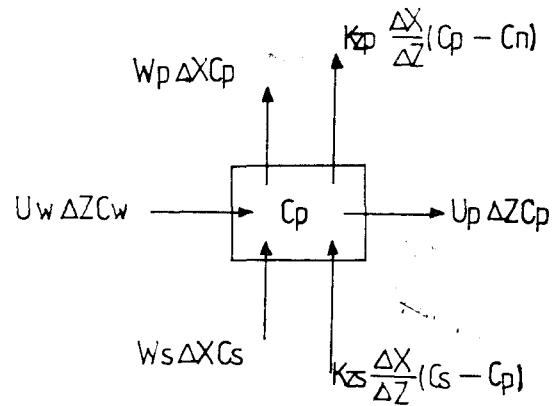 Wp ΔXCp
Kzp ΔX/ΔZ (Cp – Cn)
Uw ΔZCw
Cp
Up ΔZCp
Ws ΔXCs
Kzs ΔX/ΔZ (Cs – Cp)